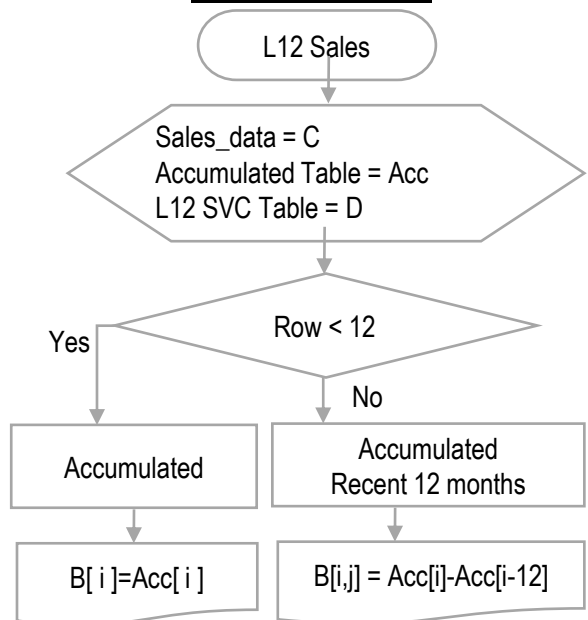 L12 Sales
Sales_data = C
Accumulated Table = Acc
L12 SVC Table = D
Row < 12
Yes
No
Accumulated
Accumulated
Recent 12 months
B[ i ]=Acc[ i ]
B[i,j] = Acc[i]-Acc[i-12]